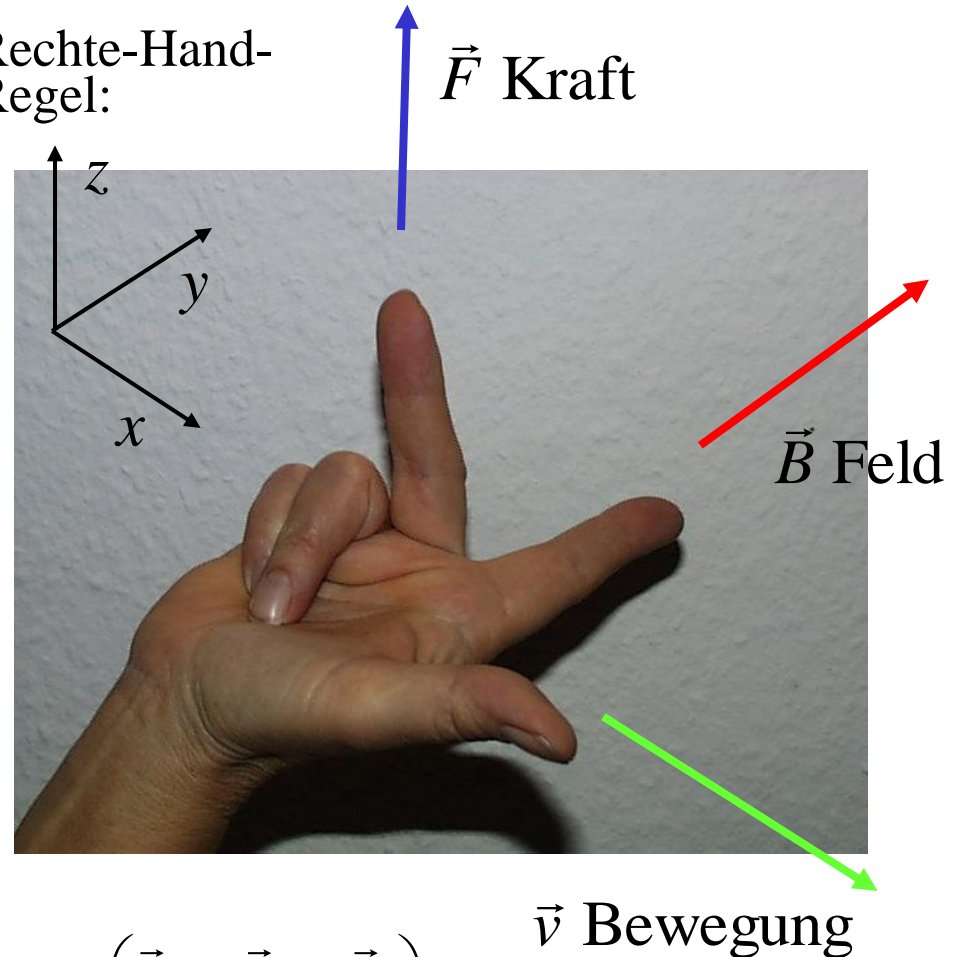 Rechte-Hand-
Regel:
F⃗ Kraft
z
y
x
B⃗ Feld
v⃗ Bewegung